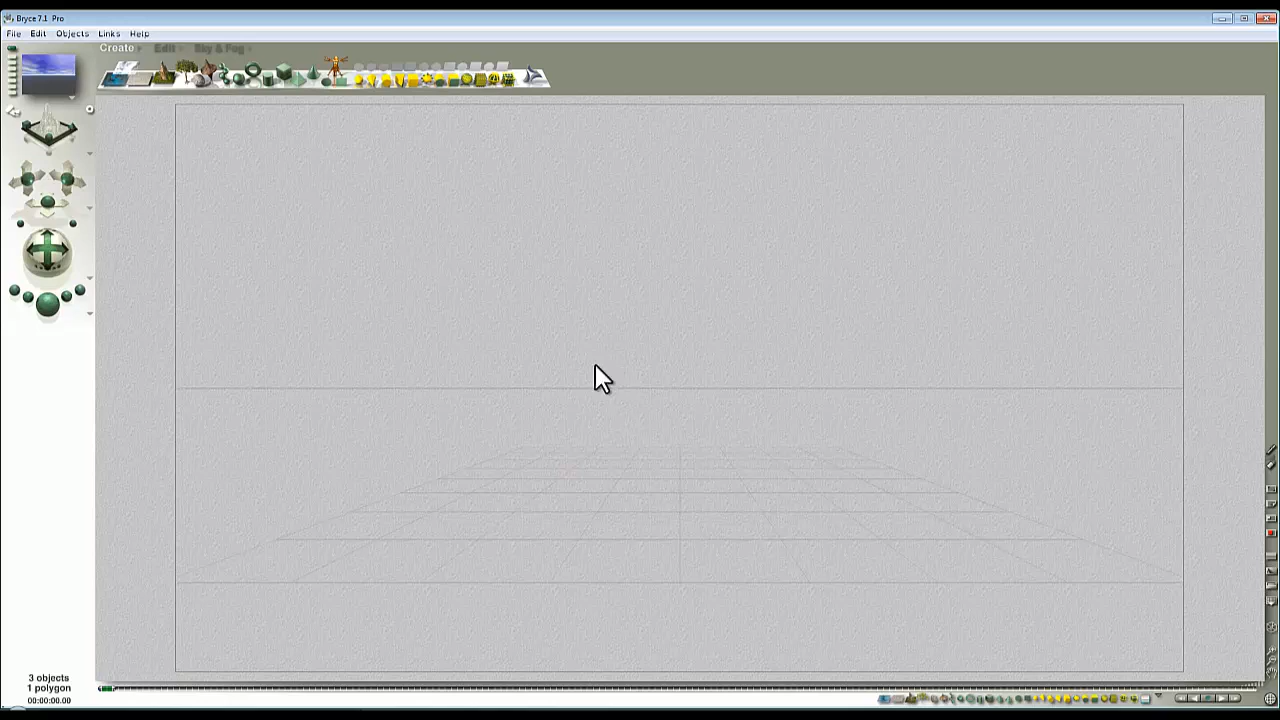 Bryce 7.1 Pro
File Edit Objects Links Help
Create Edit Sky & Fog
3 objects
1 polygon
00:00:00.00